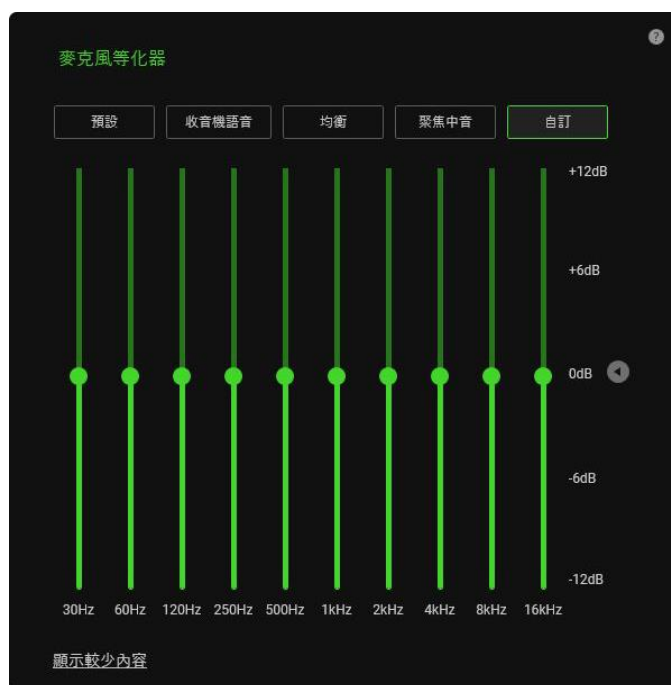 ?
麥克風等化器
預設 收音機語音 均衡 聚焦中音 自訂
+12dB
+6dB
0dB
-6dB
-12dB
30Hz 60Hz 120Hz 250Hz 500Hz 1kHz 2kHz 4kHz 8kHz 16kHz
顯示較少內容